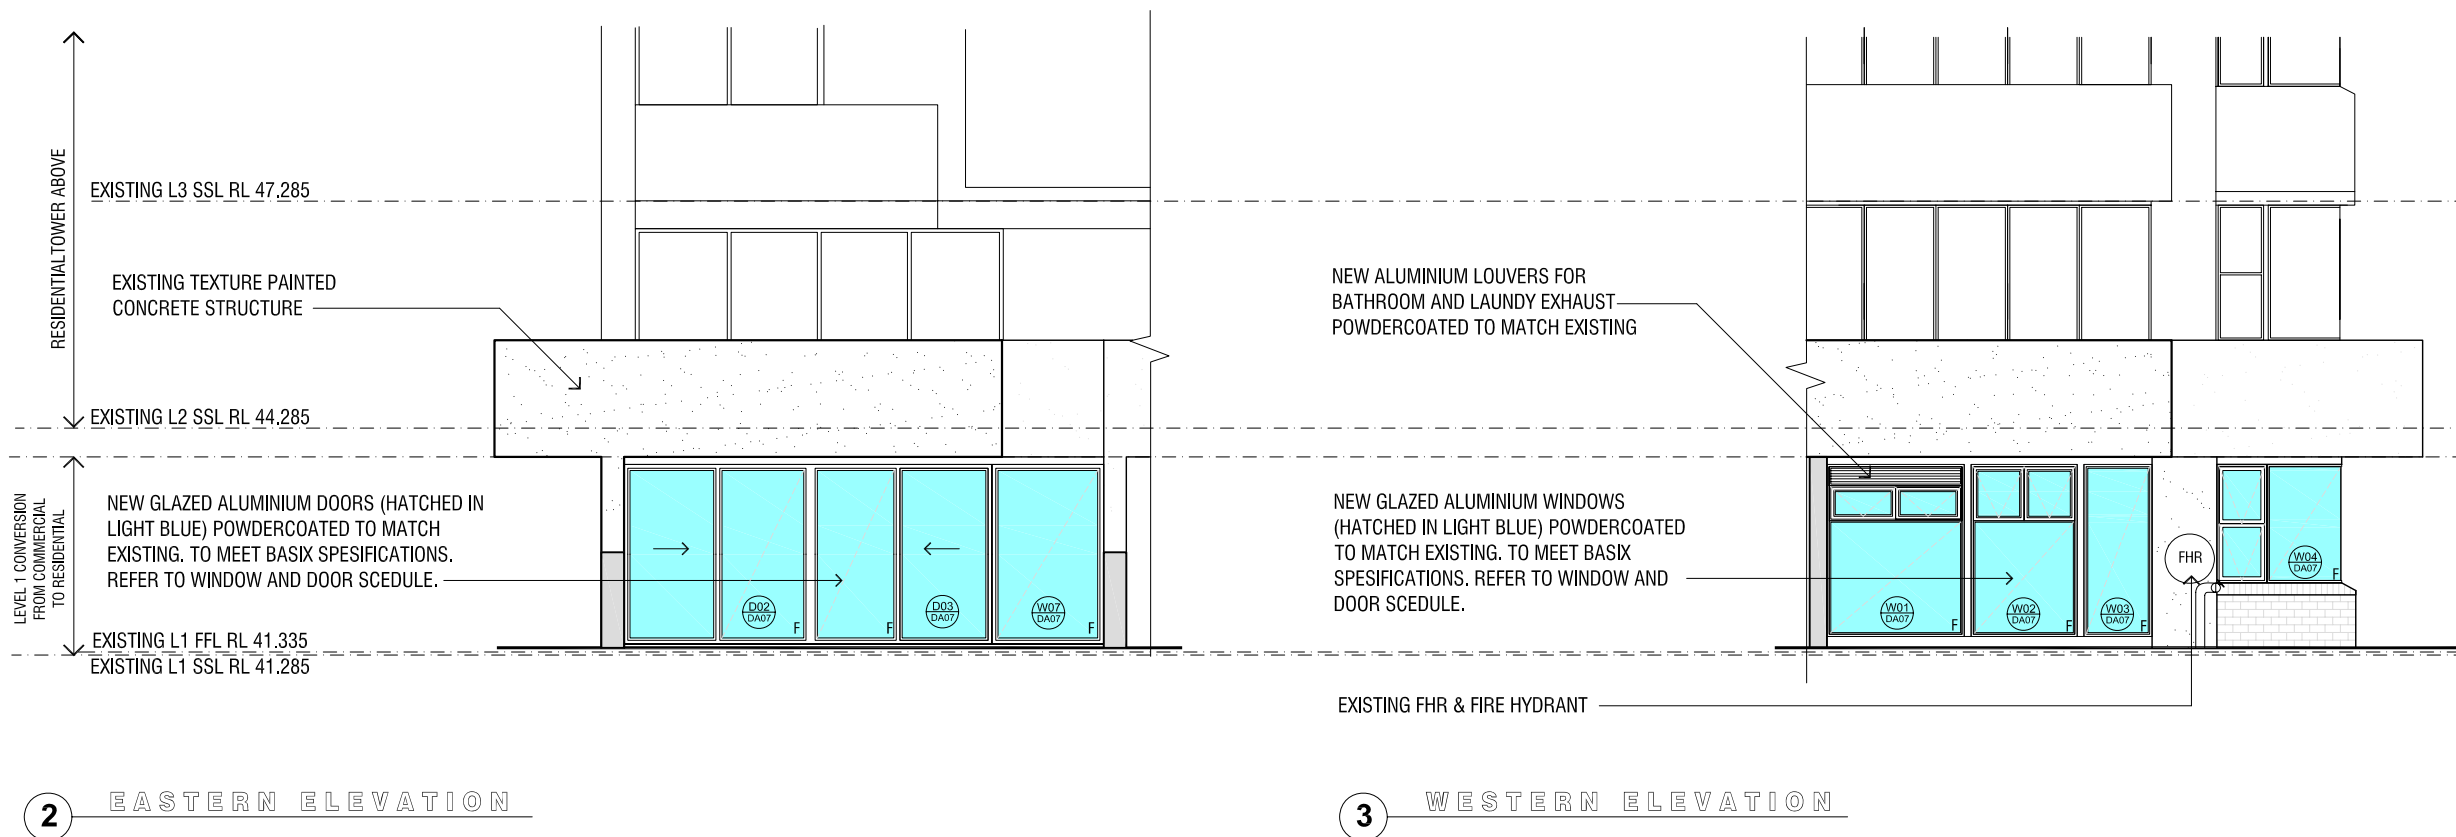 RESIDENTIAL TOWER ABOVE
EXISTING L3 SSL RL 47.285
EXISTING TEXTURE PAINTED
CONCRETE STRUCTURE
EXISTING L2 SSL RL 44.285
LEVEL 1 CONVERSION
FROM COMMERCIAL
TO RESIDENTIAL
NEW GLAZED ALUMINIUM DOORS (HATCHED IN
LIGHT BLUE) POWDERCOATED TO MATCH
EXISTING. TO MEET BASIX SPESIFICATIONS.
REFER TO WINDOW AND DOOR SCEDULE.
EXISTING L1 FFL RL 41.335
EXISTING L1 SSL RL 41.285
D02
DA07
F
F
D03
DA07
W07
DA07
F
2 EASTERN ELEVATION
NEW ALUMINIUM LOUVERS FOR
BATHROOM AND LAUNDY EXHAUST
POWDERCOATED TO MATCH EXISTING
NEW GLAZED ALUMINIUM WINDOWS
(HATCHED IN LIGHT BLUE) POWDERCOATED
TO MATCH EXISTING. TO MEET BASIX
SPESIFICATIONS. REFER TO WINDOW AND
DOOR SCEDULE.
W01
DA07
F
W02
DA07
F
W03
DA07
F
FHR
W04
DA07
F
EXISTING FHR & FIRE HYDRANT
3 WESTERN ELEVATION